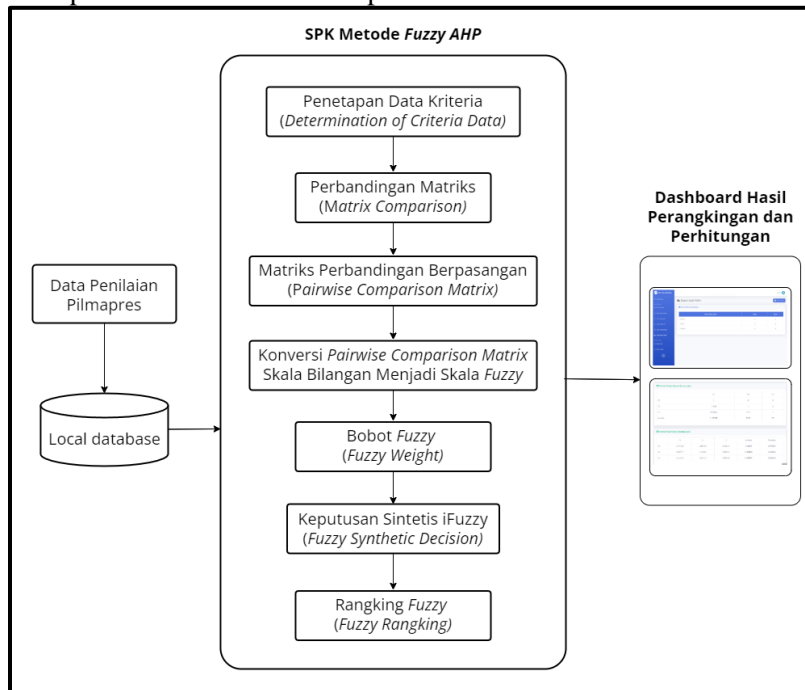 SPK Metode Fuzzy AHP
Penetapan Data Kriteria
(Determination of Criteria Data)
Perbandingan Matriks
(Matrix Comparison)
Matriks Perbandingan Berpasangan
(Pairwise Comparison Matrix)
Konversi Pairwise Comparison Matrix
Skala Bilangan Menjadi Skala Fuzzy
Bobot Fuzzy
(Fuzzy Weight)
Keputusan Sintetis iFuzzy
(Fuzzy Synthetic Decision)
Rangking Fuzzy
(Fuzzy Rangking)
Data Penilaian
Pilmapres
Local database
Dashboard Hasil
Perangkingan dan
Perhitungan